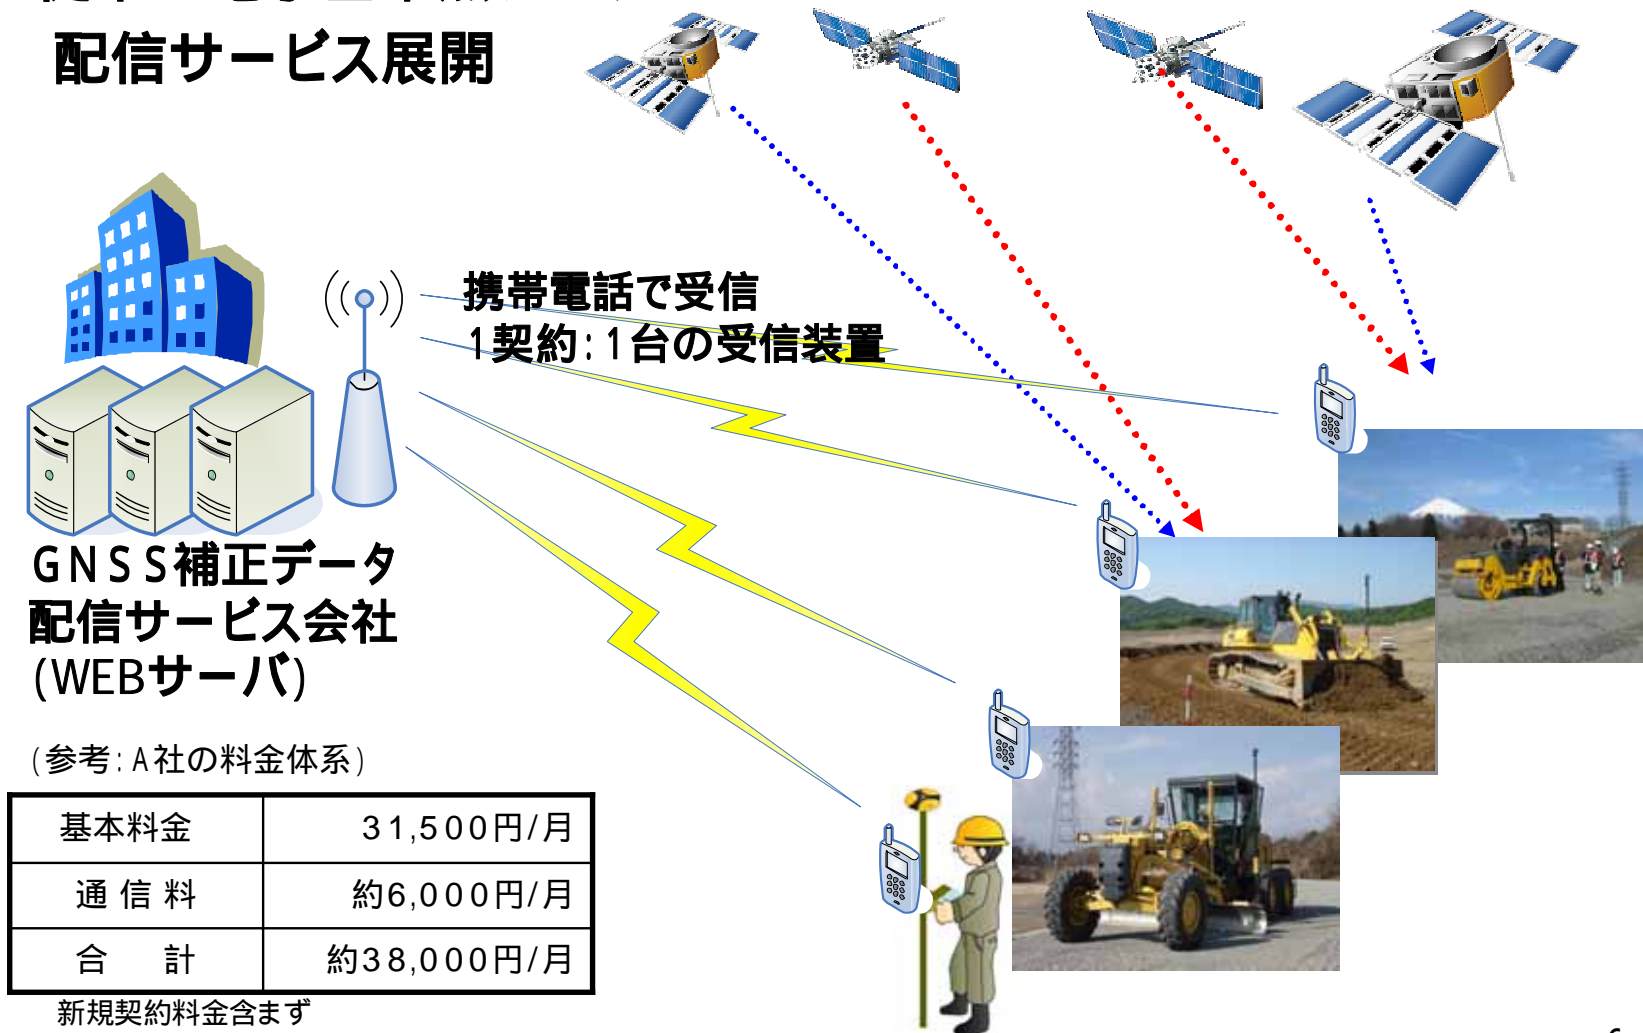 配信サービス展開
携帯電話で受信
1契約:1台の受信装置
GNSS補正データ
配信サービス会社
(WEBサーバ)
(参考:A社の料金体系)
基本料金 31,500円/月
通信料 約6,000円/月
合 計 約38,000円/月
新規契約料金含まず